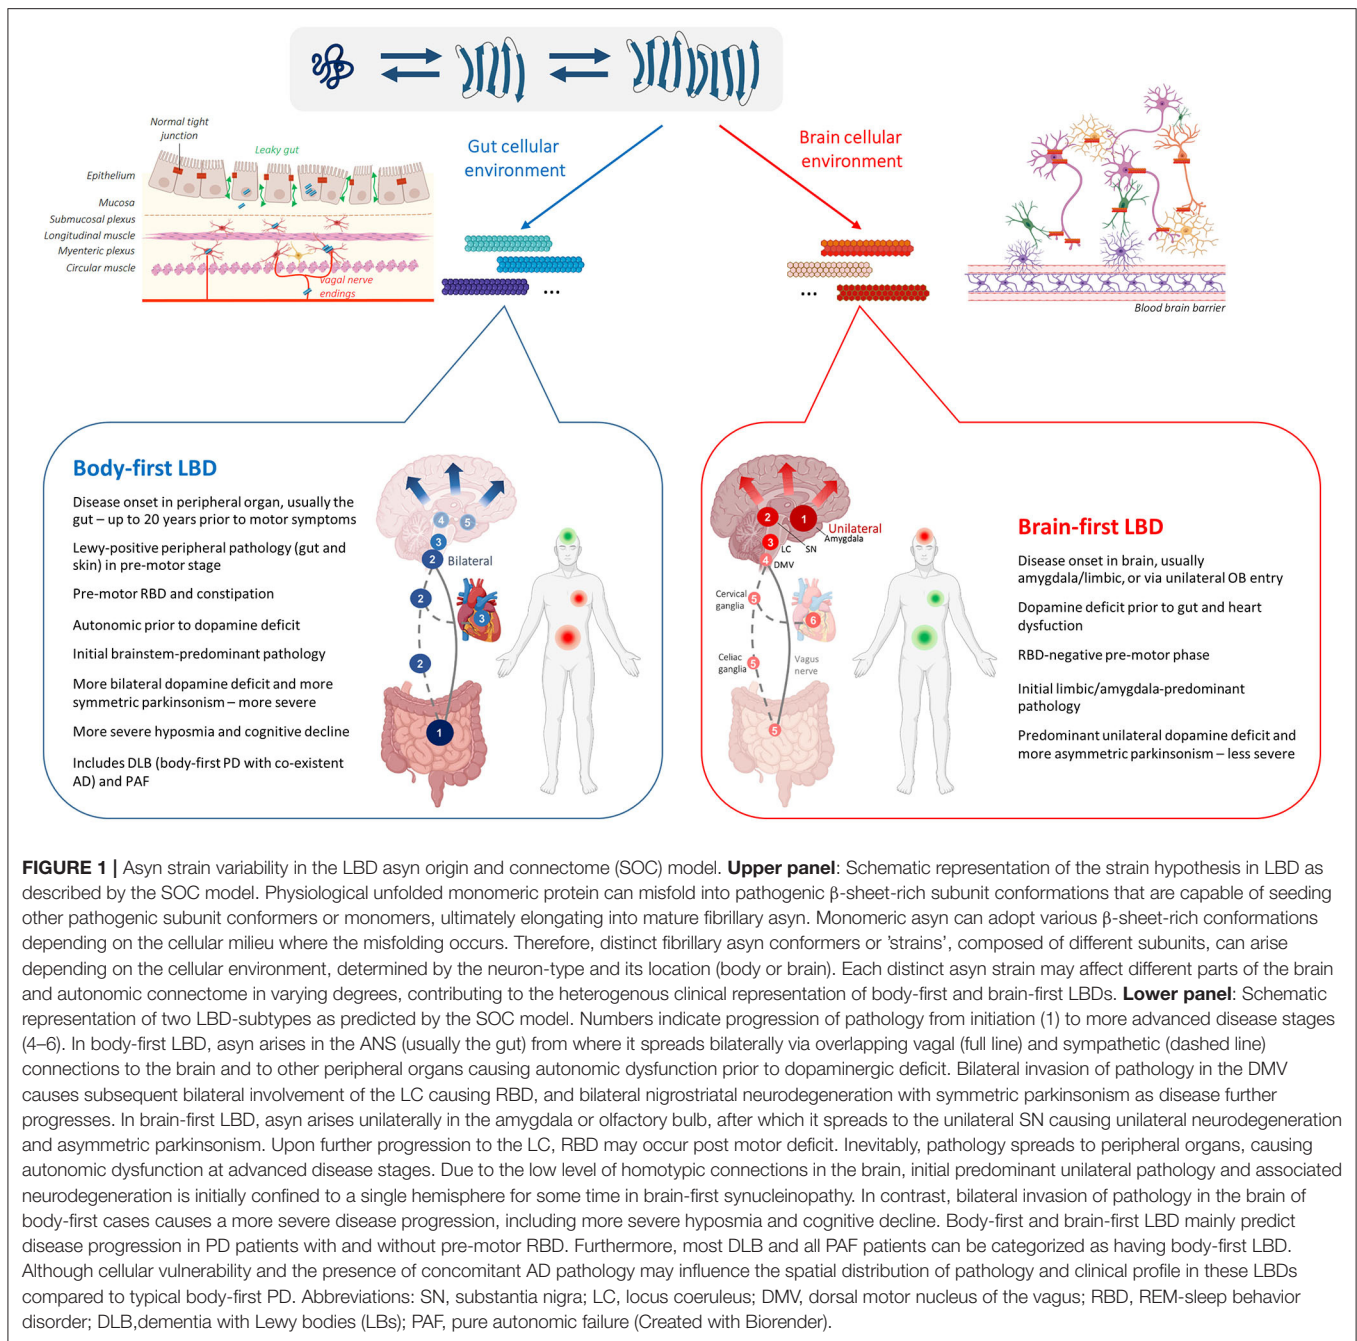 Normal tight
junction
Leaky gut
Epithelium
Mucosa
Submucosal plexus
Longitudinal muscle
Myenteric plexus
Circular muscle
vagal nerve
endings
Gut cellular
environment
Brain cellular
environment
...
...
Blood brain barrier
Body-first LBD
Disease onset in peripheral organ, usually the
gut – up to 20 years prior to motor symptoms
Lewy-positive peripheral pathology (gut and
skin) in pre-motor stage
Pre-motor RBD and constipation
Autonomic prior to dopamine deficit
Initial brainstem-predominant pathology
More bilateral dopamine deficit and more
symmetric parkinsonism – more severe
More severe hyposmia and cognitive decline
Includes DLB (body-first PD with co-existent
AD) and PAF
4 5
3
2 Bilateral
2
3
2
1
2 1
Unilateral
Amygdala
3 LC SN
4 DMV
Cervical
ganglia
5
6
Celiac
ganglia
5
Vagus
nerve
5
Brain-first LBD
Disease onset in brain, usually
amygdala/limbic, or via unilateral OB entry
Dopamine deficit prior to gut and heart
dysfuction
RBD-negative pre-motor phase
Initial limbic/amygdala-predominant
pathology
Predominant unilateral dopamine deficit and
more asymmetric parkinsonism – less severe
FIGURE 1 | Asyn strain variability in the LBD asyn origin and connectome (SOC) model. Upper panel: Schematic representation of the strain hypothesis in LBD as
described by the SOC model. Physiological unfolded monomeric protein can misfold into pathogenic β-sheet-rich subunit conformations that are capable of seeding
other pathogenic subunit conformers or monomers, ultimately elongating into mature fibrillary asyn. Monomeric asyn can adopt various β-sheet-rich conformations
depending on the cellular milieu where the misfolding occurs. Therefore, distinct fibrillary asyn conformers or 'strains', composed of different subunits, can arise
depending on the cellular environment, determined by the neuron-type and its location (body or brain). Each distinct asyn strain may affect different parts of the brain
and autonomic connectome in varying degrees, contributing to the heterogenous clinical representation of body-first and brain-first LBDs. Lower panel: Schematic
representation of two LBD-subtypes as predicted by the SOC model. Numbers indicate progression of pathology from initiation (1) to more advanced disease stages
(4–6). In body-first LBD, asyn arises in the ANS (usually the gut) from where it spreads bilaterally via overlapping vagal (full line) and sympathetic (dashed line)
connections to the brain and to other peripheral organs causing autonomic dysfunction prior to dopaminergic deficit. Bilateral invasion of pathology in the DMV
causes subsequent bilateral involvement of the LC causing RBD, and bilateral nigrostriatal neurodegeneration with symmetric parkinsonism as disease further
progresses. In brain-first LBD, asyn arises unilaterally in the amygdala or olfactory bulb, after which it spreads to the unilateral SN causing unilateral neurodegeneration
and asymmetric parkinsonism. Upon further progression to the LC, RBD may occur post motor deficit. Inevitably, pathology spreads to peripheral organs, causing
autonomic dysfunction at advanced disease stages. Due to the low level of homotypic connections in the brain, initial predominant unilateral pathology and associated
neurodegeneration is initially confined to a single hemisphere for some time in brain-first synucleinopathy. In contrast, bilateral invasion of pathology in the brain of
body-first cases causes a more severe disease progression, including more severe hyposmia and cognitive decline. Body-first and brain-first LBD mainly predict
disease progression in PD patients with and without pre-motor RBD. Furthermore, most DLB and all PAF patients can be categorized as having body-first LBD.
Although cellular vulnerability and the presence of concomitant AD pathology may influence the spatial distribution of pathology and clinical profile in these LBDs
compared to typical body-first PD. Abbreviations: SN, substantia nigra; LC, locus coeruleus; DMV, dorsal motor nucleus of the vagus; RBD, REM-sleep behavior
disorder; DLB,dementia with Lewy bodies (LBs); PAF, pure autonomic failure (Created with Biorender).